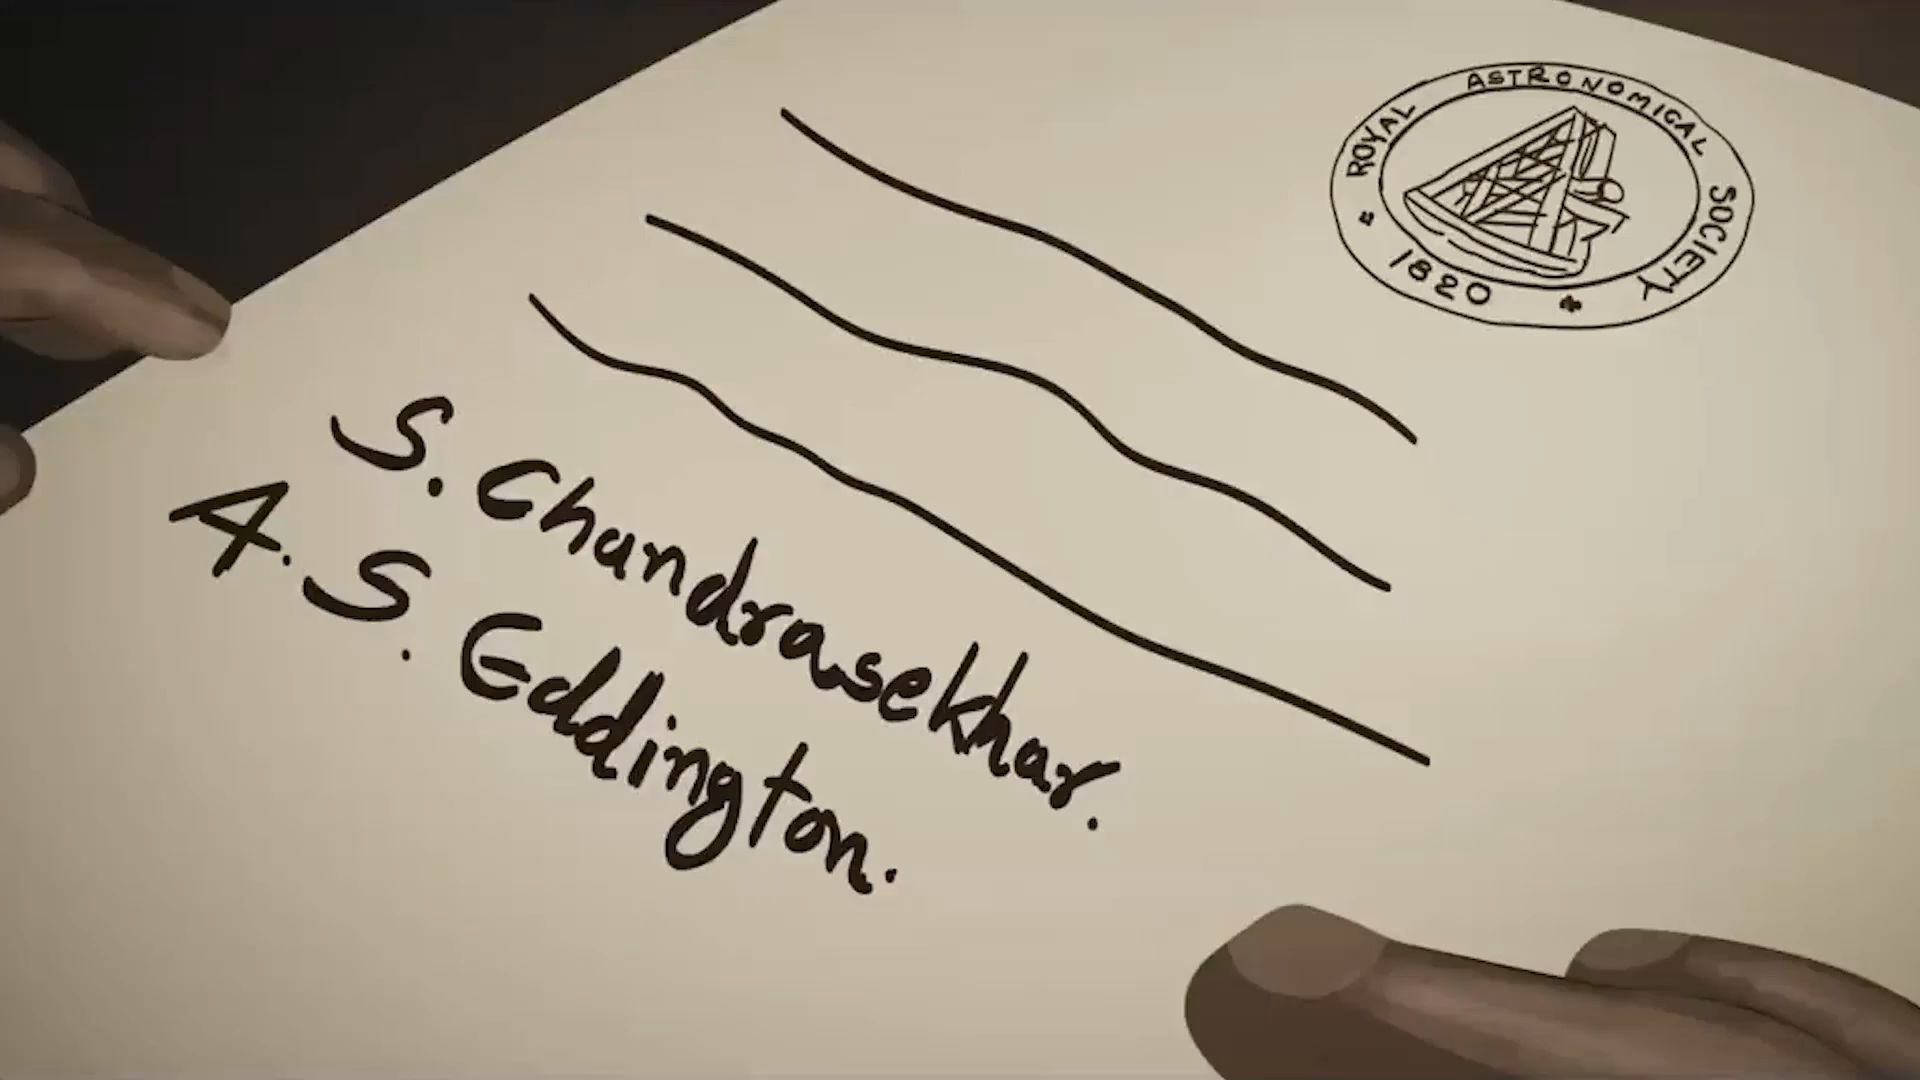 ROYAL ASTRONOMICAL SOCIETY
1820
S. Chandrasekhar.
A. S. Eddington.